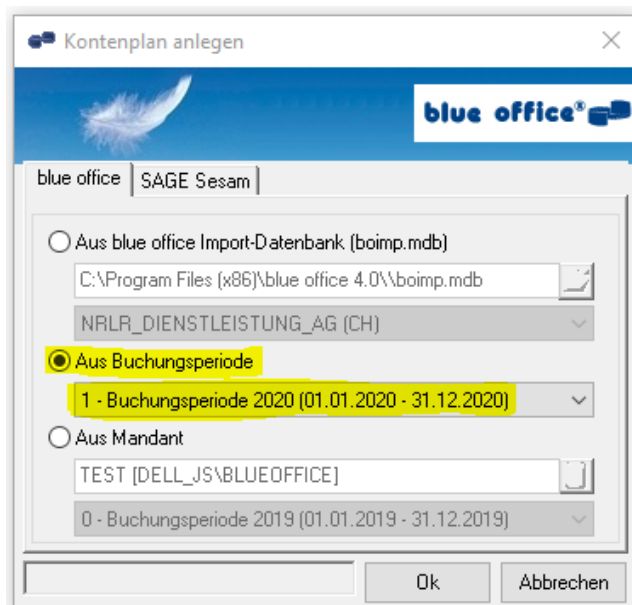 Kontenplan anlegen
blue office®
blue office
SAGE Sesam
Aus blue office Import-Datenbank (boimp.mdb)
C:\Program Files (x86)\blue office 4.0\\boimp.mdb
NRLR_DIENSTLEISTUNG_AG (CH)
Aus Buchungsperiode
1 - Buchungsperiode 2020 (01.01.2020 - 31.12.2020)
Aus Mandant
TEST [DELL_JS\BLUEOFFICE]
0 - Buchungsperiode 2019 (01.01.2019 - 31.12.2019)
Ok
Abbrechen